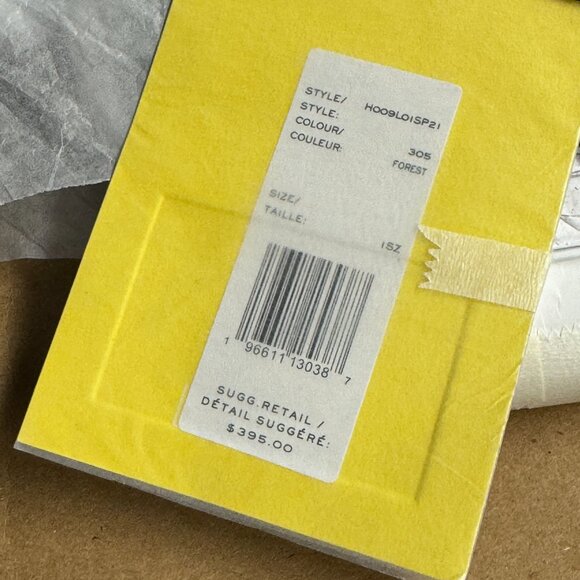 STYLE/ H009L01SP21
STYLE:
COLOUR/ 305
COULEUR: FOREST
SIZE/
TAILLE: 1SZ
1 96611 13038 7
SUGG.RETAIL /
DÉTAIL SUGGÉRÉ:
$395.00